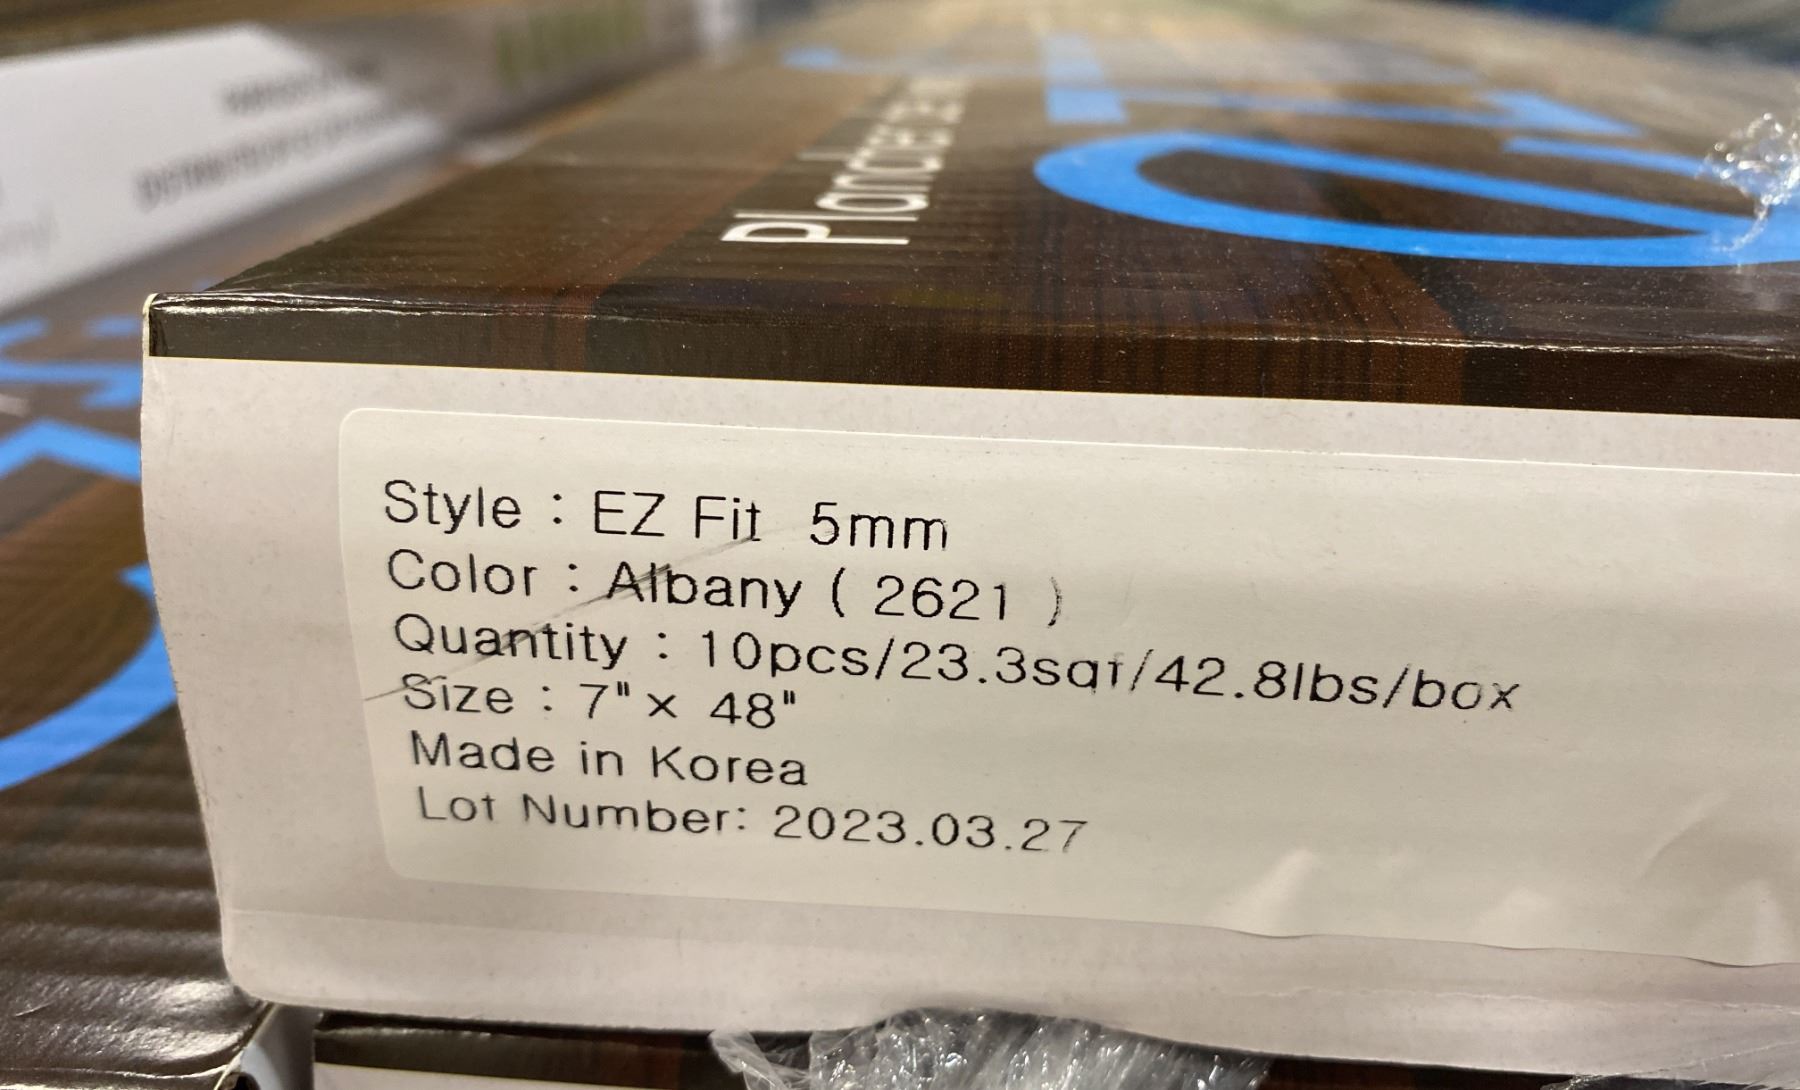 Style : EZ Fit 5mm
Color : Albany ( 2621 )
Quantity : 10pcs/23.3sqf/42.8lbs/box
Size : 7" x 48"
Made in Korea
Lot Number: 2023.03.27